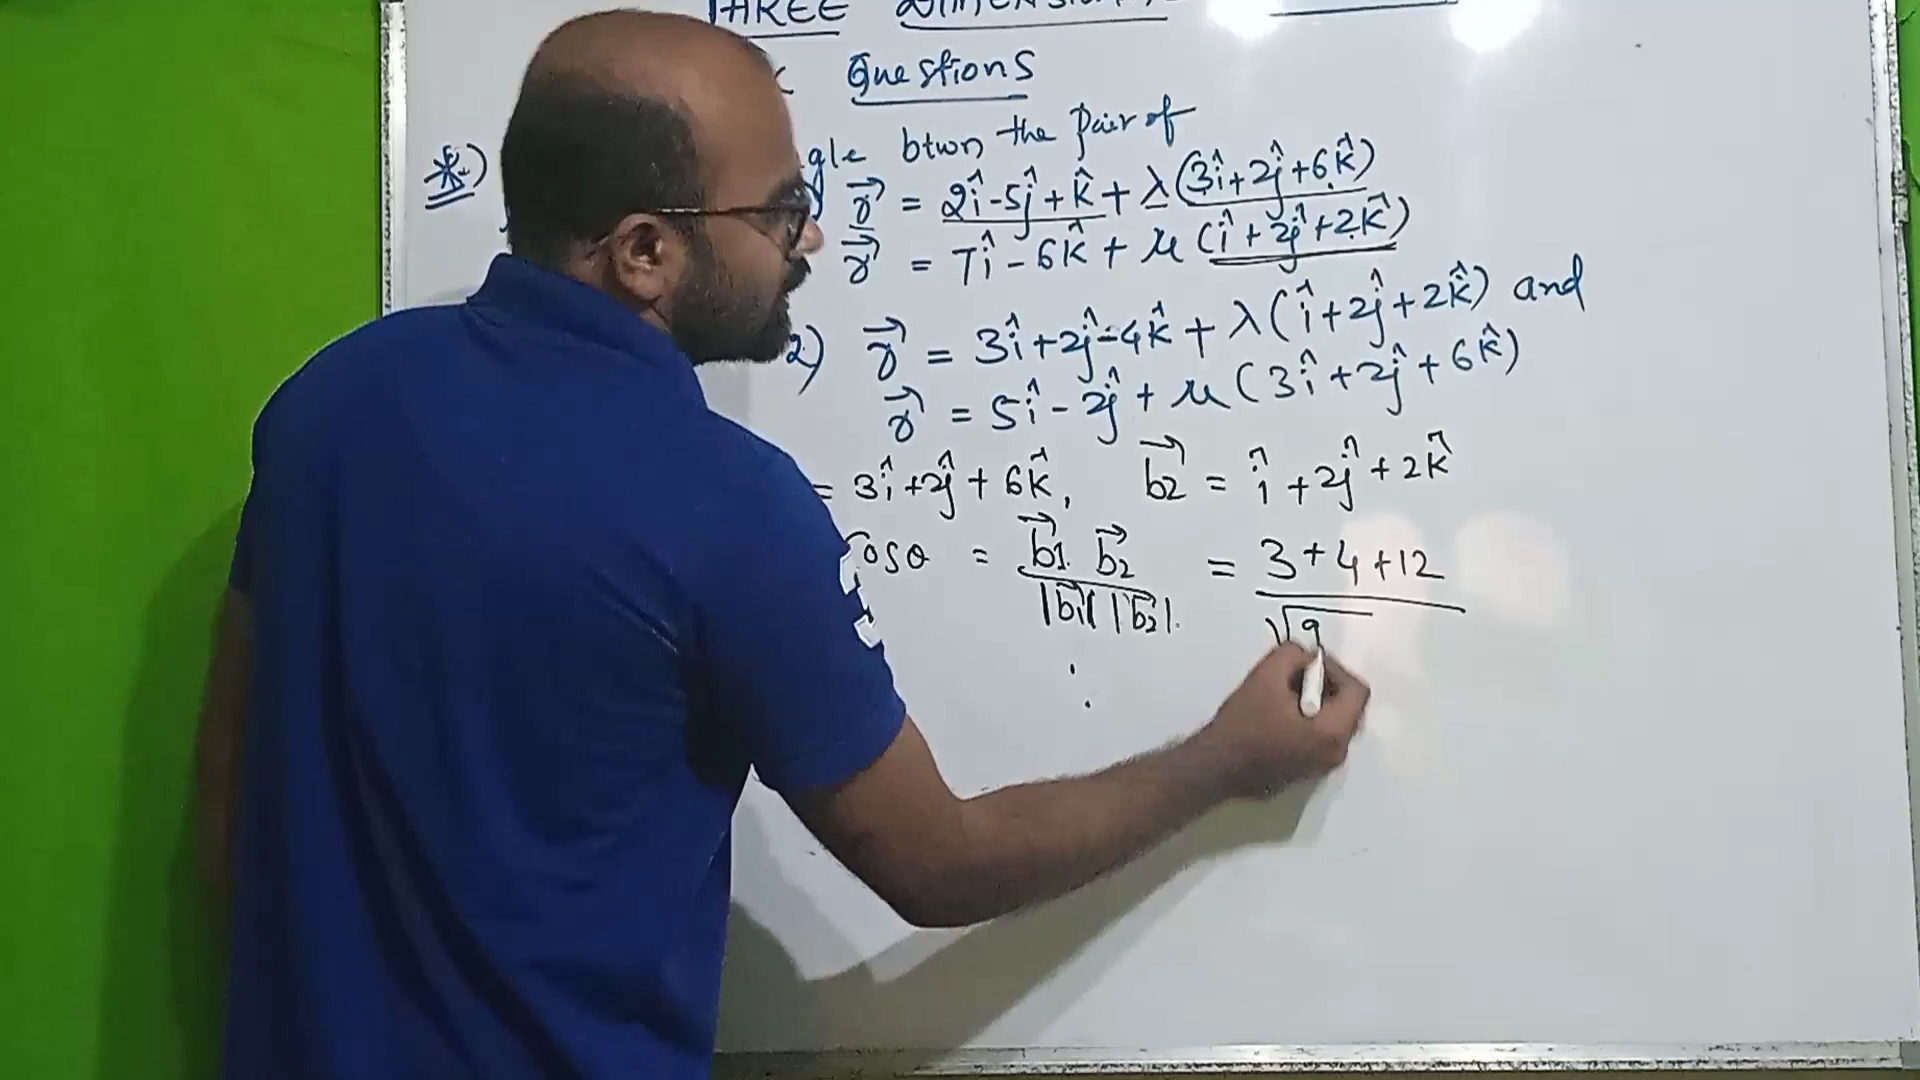 THREE
Questions
btwn the pair of
r⃗ = 2î-5ĵ+k̂+λ(3î+2ĵ+6k̂)
r⃗ = 7î-6k̂+μ(î+2ĵ+2k̂)
2) r⃗ = 3î+2ĵ-4k̂+λ(î+2ĵ+2k̂) and
r⃗ = 5î-2ĵ+μ(3î+2ĵ+6k̂)
= 3î+2ĵ+6k̂, b2⃗ = î+2ĵ+2k̂
cosθ = b1⃗.b2⃗ = 3+4+12
|b1⃗||b2⃗|. √9